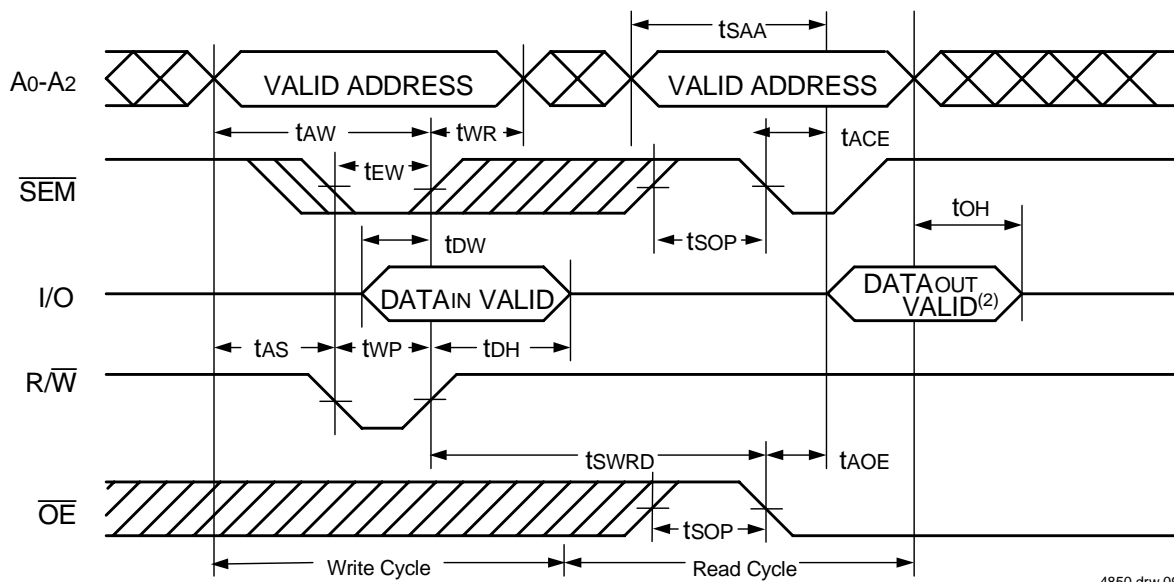 tSAA
A0-A2
VALID ADDRESS
VALID ADDRESS
tAW
tWR
tACE
tEW
SEM
tOH
tSOP
tDW
I/O
DATAIN VALID
DATAOUT
VALID(2)
tAS
tWP
tDH
R/W
tSWRD
tAOE
OE
tSOP
Write Cycle
Read Cycle